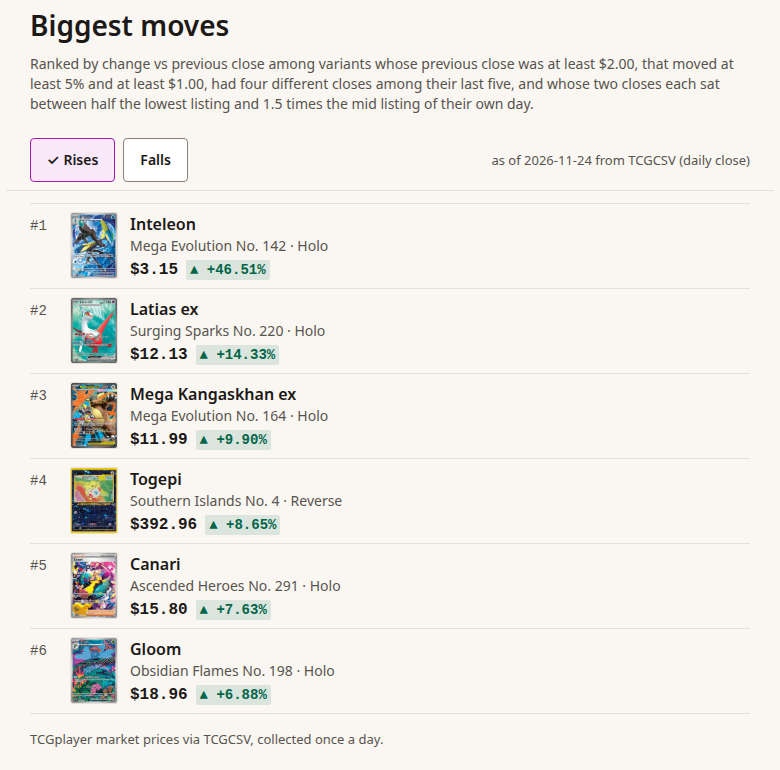 Biggest moves
Ranked by change vs previous close among variants whose previous close was at least $2.00, that moved at
least 5% and at least $1.00, had four different closes among their last five, and whose two closes each sat
between half the lowest listing and 1.5 times the mid listing of their own day.
✓ Rises
Falls
as of 2026-11-24 from TCGCSV (daily close)
#1
Inteleon
Mega Evolution No. 142 · Holo
$3.15 ▲ +46.51%
#2
Latias ex
Surging Sparks No. 220 · Holo
$12.13 ▲ +14.33%
#3
Mega Kangaskhan ex
Mega Evolution No. 164 · Holo
$11.99 ▲ +9.90%
#4
Togepi
Southern Islands No. 4 · Reverse
$392.96 ▲ +8.65%
#5
Canari
Ascended Heroes No. 291 · Holo
$15.80 ▲ +7.63%
#6
Gloom
Obsidian Flames No. 198 · Holo
$18.96 ▲ +6.88%
TCGplayer market prices via TCGCSV, collected once a day.